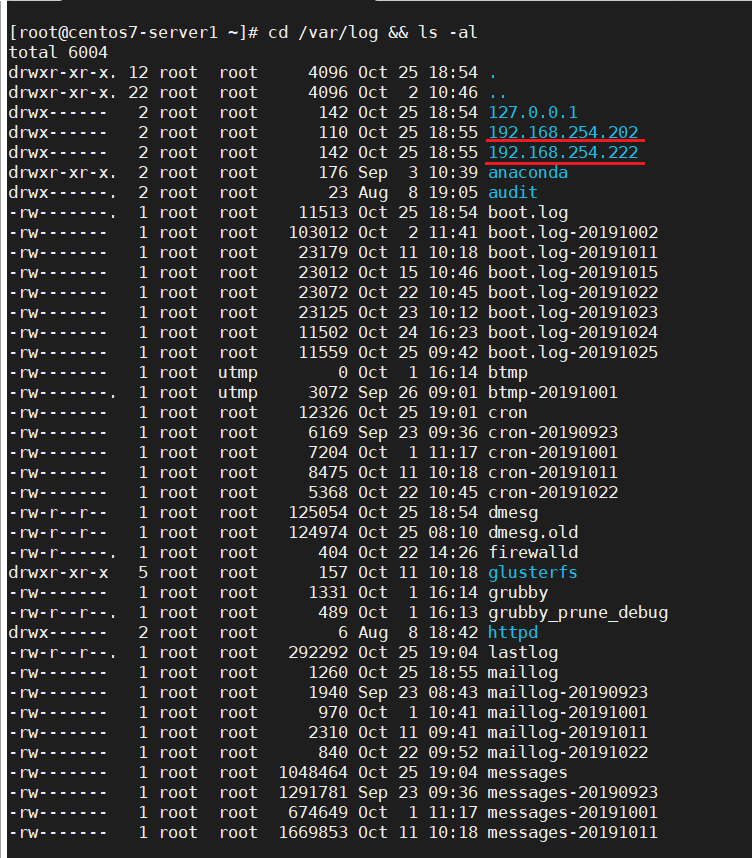 [root@centos7-server1 ~]# cd /var/log && ls -al
total 6004
drwxr-xr-x. 12 root  root     4096 Oct 25 18:54 .
drwxr-xr-x. 22 root  root     4096 Oct  2 10:46 ..
drwx------   2 root  root      142 Oct 25 18:54 127.0.0.1
drwx------   2 root  root      110 Oct 25 18:55 192.168.254.202
drwx------   2 root  root      142 Oct 25 18:55 192.168.254.222
drwxr-xr-x.  2 root  root      176 Sep  3 10:39 anaconda
drwx------.  2 root  root       23 Aug  8 19:05 audit
-rw-------.  1 root  root    11513 Oct 25 18:54 boot.log
-rw-------   1 root  root   103012 Oct  2 11:41 boot.log-20191002
-rw-------   1 root  root    23179 Oct 11 10:18 boot.log-20191011
-rw-------   1 root  root    23012 Oct 15 10:46 boot.log-20191015
-rw-------   1 root  root    23072 Oct 22 10:45 boot.log-20191022
-rw-------   1 root  root    23125 Oct 23 10:12 boot.log-20191023
-rw-------   1 root  root    11502 Oct 24 16:23 boot.log-20191024
-rw-------   1 root  root    11559 Oct 25 09:42 boot.log-20191025
-rw-------   1 root  utmp        0 Oct  1 16:14 btmp
-rw-------.  1 root  utmp     3072 Sep 26 09:01 btmp-20191001
-rw-------   1 root  root    12326 Oct 25 19:01 cron
-rw-------   1 root  root     6169 Sep 23 09:36 cron-20190923
-rw-------   1 root  root     7204 Oct  1 11:17 cron-20191001
-rw-------   1 root  root     8475 Oct 11 10:18 cron-20191011
-rw-------   1 root  root     5368 Oct 22 10:45 cron-20191022
-rw-r--r--   1 root  root   125054 Oct 25 18:54 dmesg
-rw-r--r--   1 root  root   124974 Oct 25 08:10 dmesg.old
-rw-r-----.  1 root  root      404 Oct 22 14:26 firewalld
drwxr-xr-x   5 root  root      157 Oct 11 10:18 glusterfs
-rw-------   1 root  root     1331 Oct  1 16:14 grubby
-rw-r--r--.  1 root  root      489 Oct  1 16:13 grubby_prune_debug
drwx------   2 root  root        6 Aug  8 18:42 httpd
-rw-r--r--.  1 root  root   292292 Oct 25 19:04 lastlog
-rw-------   1 root  root     1260 Oct 25 18:55 maillog
-rw-------   1 root  root     1940 Sep 23 08:43 maillog-20190923
-rw-------   1 root  root      970 Oct  1 10:41 maillog-20191001
-rw-------   1 root  root     2310 Oct 11 09:41 maillog-20191011
-rw-------   1 root  root      840 Oct 22 09:52 maillog-20191022
-rw-------   1 root  root  1048464 Oct 25 19:04 messages
-rw-------   1 root  root  1291781 Sep 23 09:36 messages-20190923
-rw-------   1 root  root   674649 Oct  1 11:17 messages-20191001
-rw-------   1 root  root  1669853 Oct 11 10:18 messages-20191011